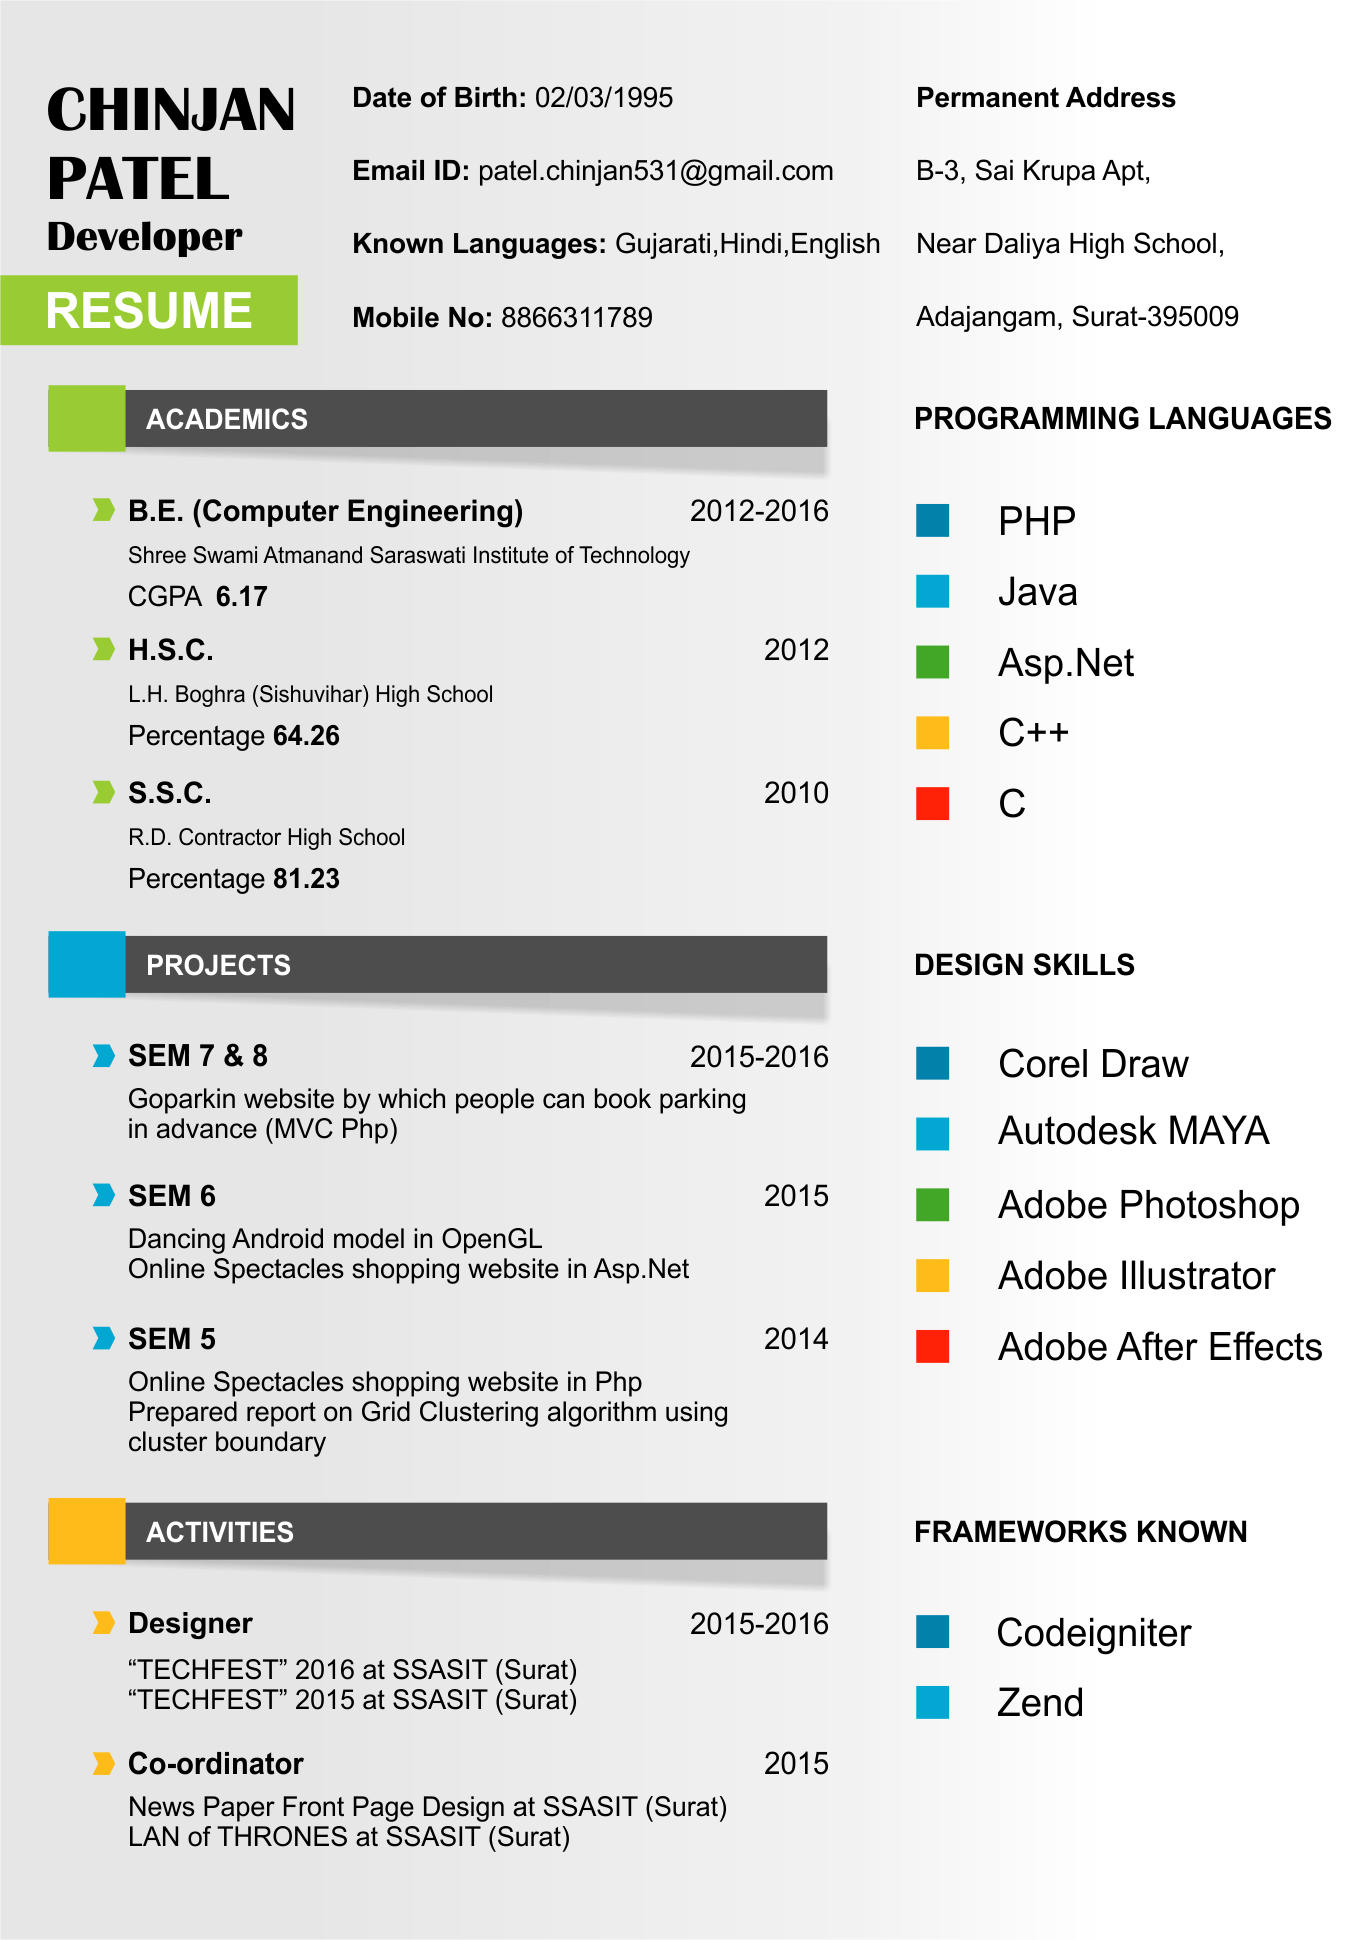 CHINJAN
PATEL
Developer
RESUME
Date of Birth: 02/03/1995
Email ID: patel.chinjan531@gmail.com
Known Languages: Gujarati,Hindi,English
Mobile No: 8866311789
Permanent Address
B-3, Sai Krupa Apt,
Near Daliya High School,
Adajangam, Surat-395009
ACADEMICS
B.E. (Computer Engineering) 2012-2016
Shree Swami Atmanand Saraswati Institute of Technology
CGPA 6.17
H.S.C. 2012
L.H. Boghra (Sishuvihar) High School
Percentage 64.26
S.S.C. 2010
R.D. Contractor High School
Percentage 81.23
PROGRAMMING LANGUAGES
PHP
Java
Asp.Net
C++
C
PROJECTS
SEM 7 & 8 2015-2016
Goparkin website by which people can book parking
in advance (MVC Php)
SEM 6 2015
Dancing Android model in OpenGL
Online Spectacles shopping website in Asp.Net
SEM 5 2014
Online Spectacles shopping website in Php
Prepared report on Grid Clustering algorithm using
cluster boundary
DESIGN SKILLS
Corel Draw
Autodesk MAYA
Adobe Photoshop
Adobe Illustrator
Adobe After Effects
ACTIVITIES
Designer 2015-2016
“TECHFEST” 2016 at SSASIT (Surat)
“TECHFEST” 2015 at SSASIT (Surat)
Co-ordinator 2015
News Paper Front Page Design at SSASIT (Surat)
LAN of THRONES at SSASIT (Surat)
FRAMEWORKS KNOWN
Codeigniter
Zend